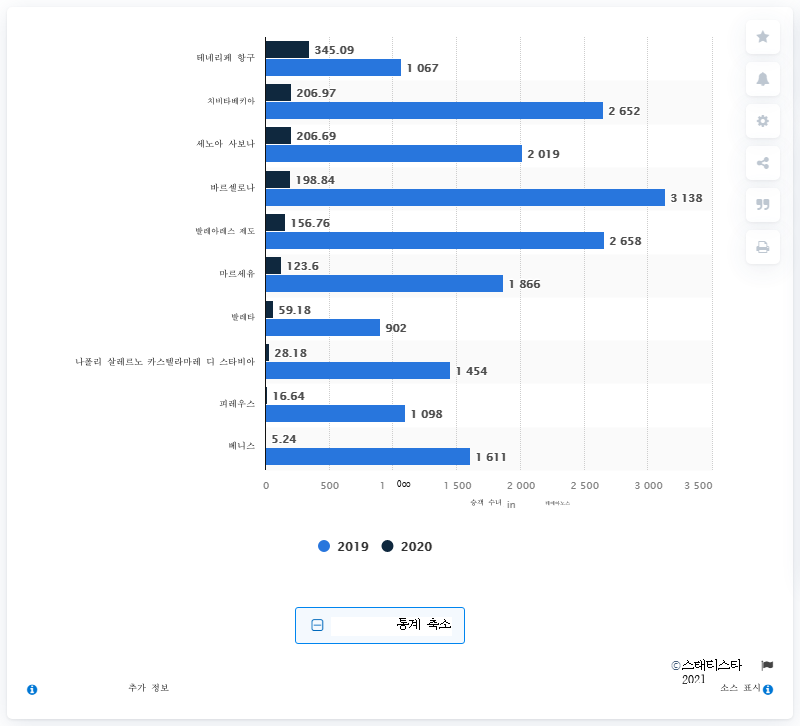 테네리페 항구
345.09
1 067
치비타베키아
206.97
2 652
제노아 사보나
206.69
2 019
바르셀로나
198.84
3 138
발레아레스 제도
156.76
2 658
마르세유
123.6
1 866
발레타
59.18
902
나폴리 살레르노 카스텔라마레 디 스타비아
28.18
1 454
피레우스
16.64
1 098
베니스
5.24
1 611
0 500 1 000 1 500 2 000 2 500 3 000 3 500
승객 수녀 in
2019 2020
통계 축소
©스태티스타
2021
추가 정보
소스 표시